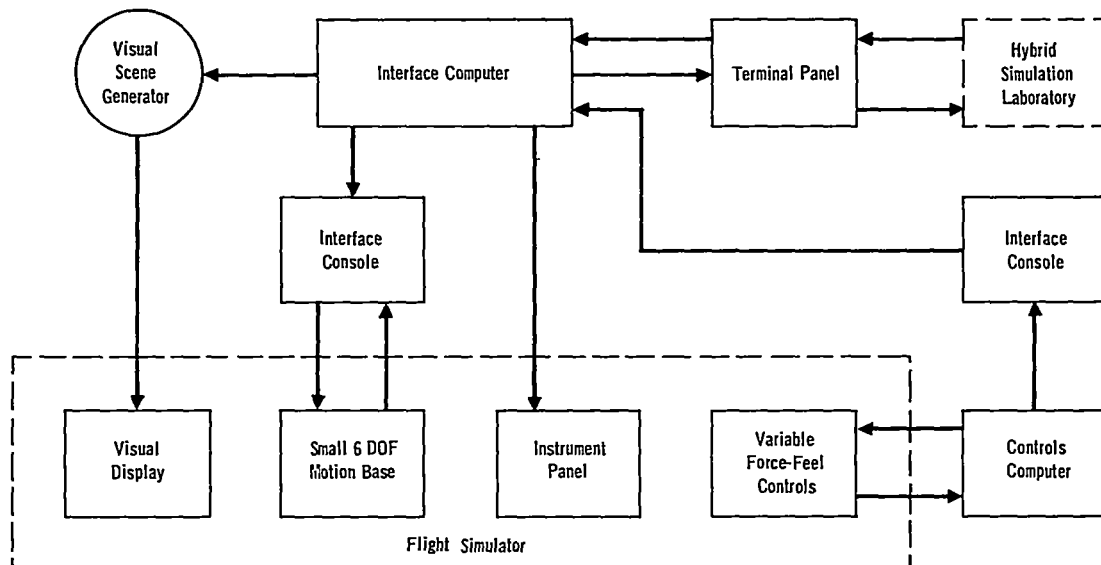 Visual
Scene
Generator
Interface Computer
Terminal Panel
Hybrid
Simulation
Laboratory
Interface
Console
Interface
Console
Visual
Display
Small 6 DOF
Motion Base
Instrument
Panel
Variable
Force-Feel
Controls
Controls
Computer
Flight Simulator